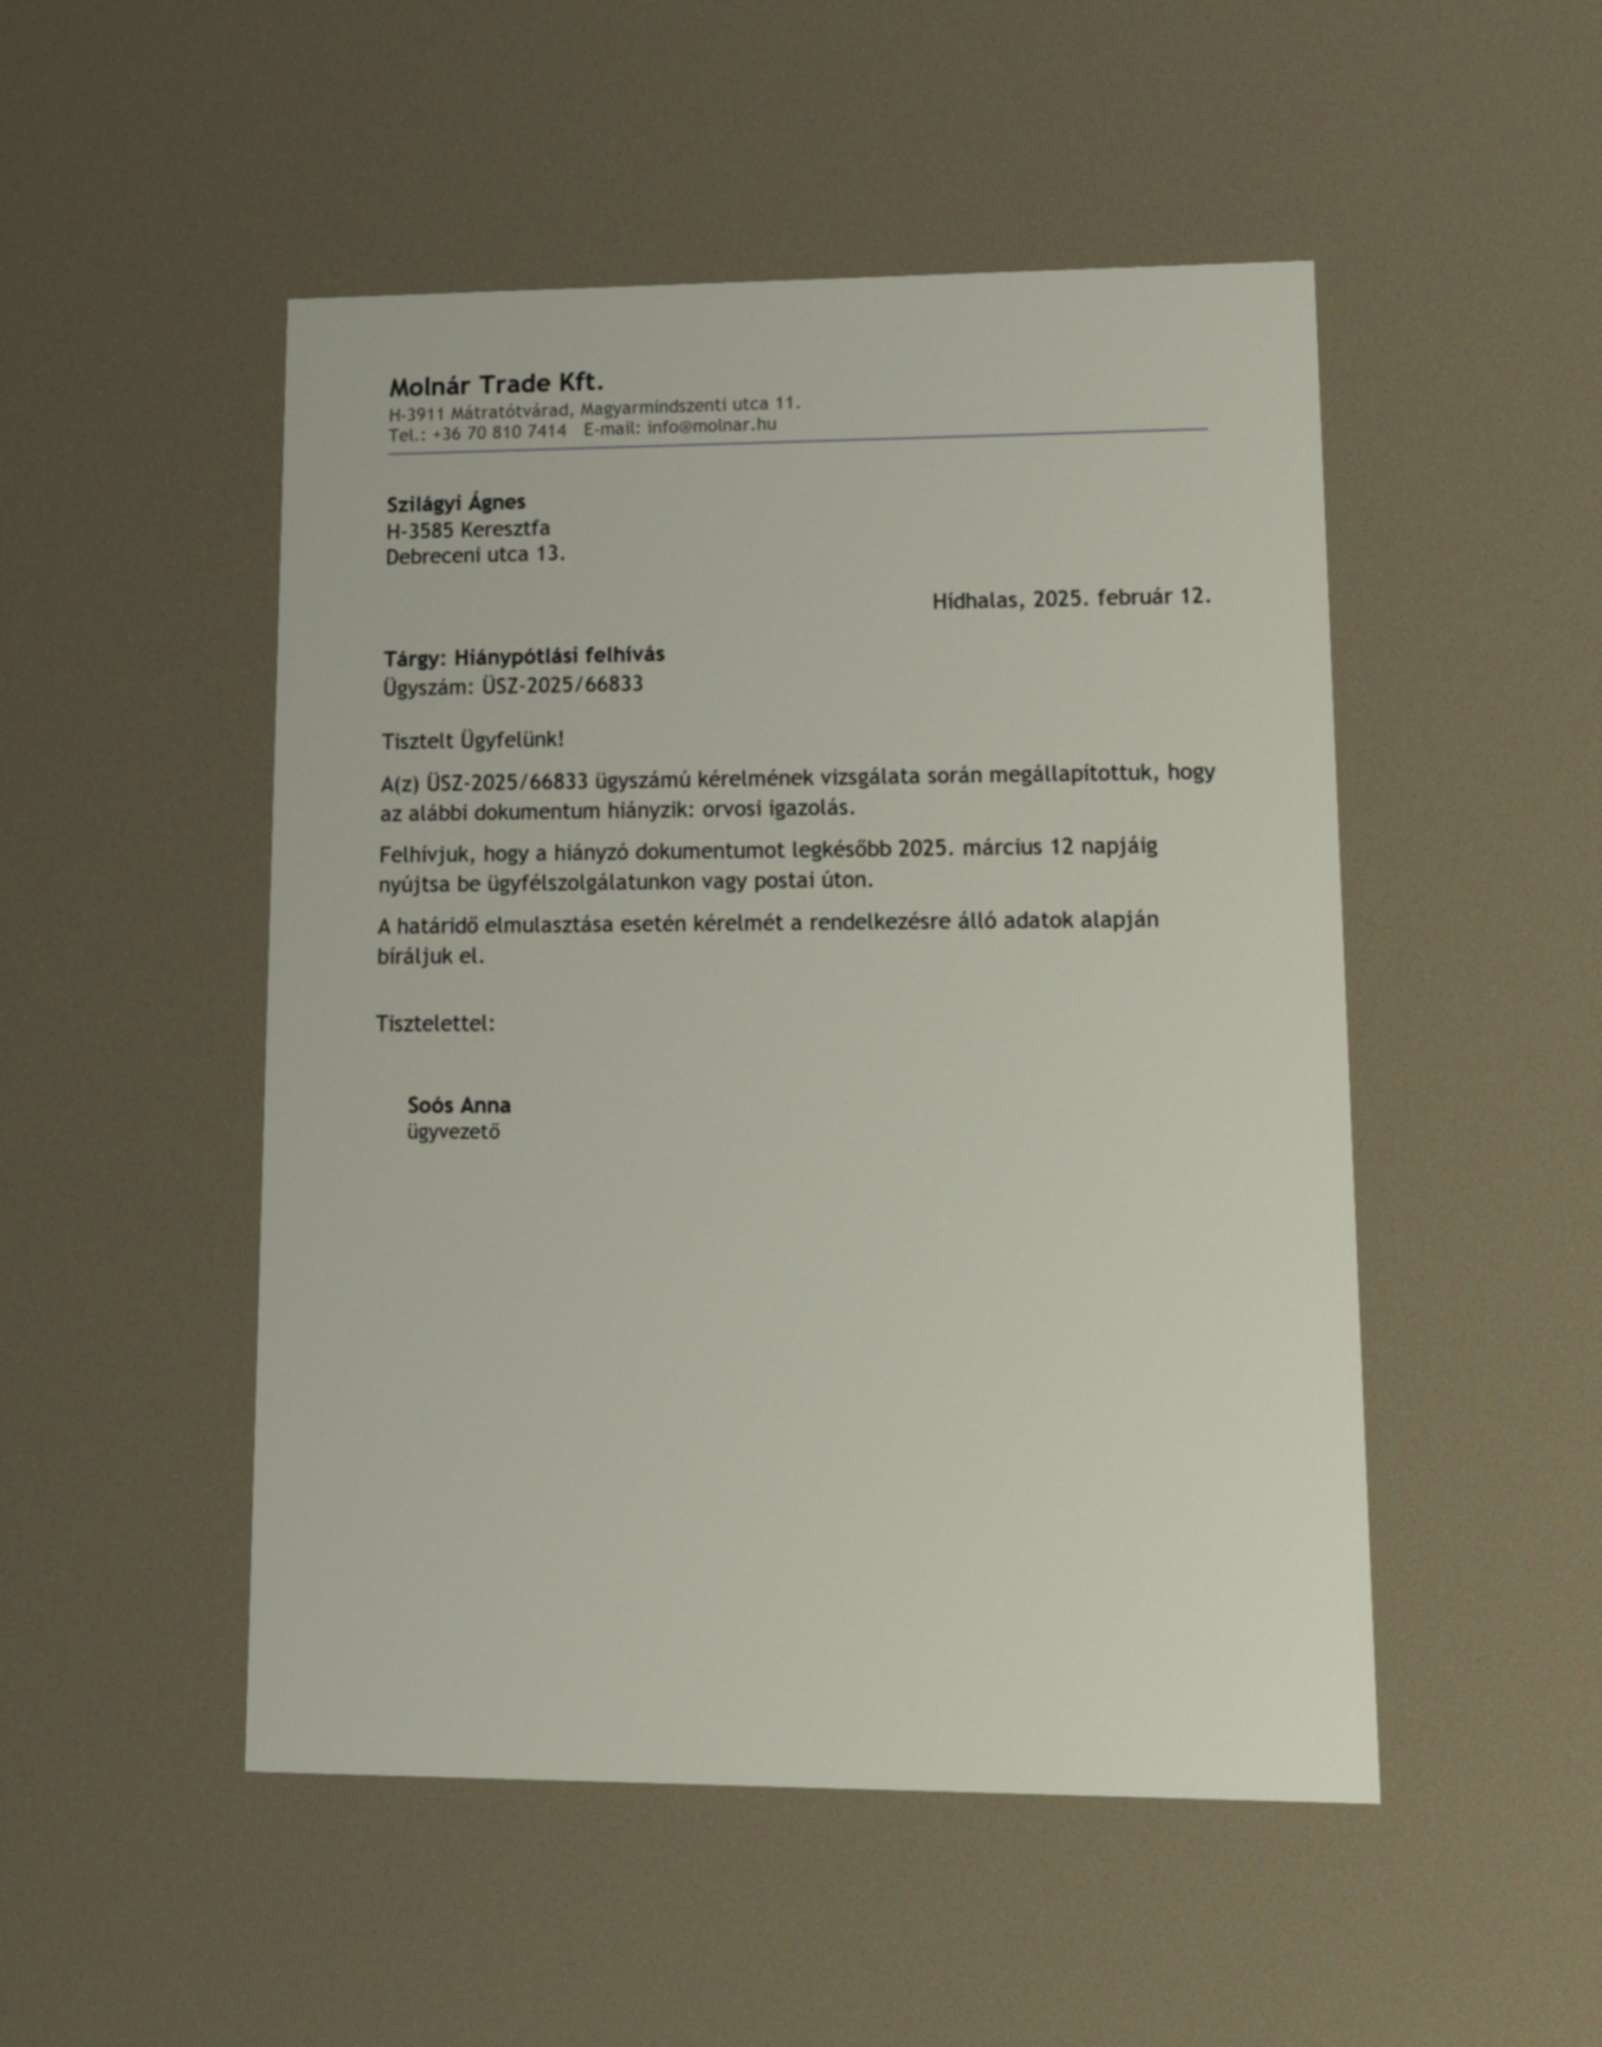 Molnár Trade Kft.
H-3911 Mátratótvárad, Magyarmindszenti utca 11.
Tel.: +36 70 810 7414 E-mail: info@molnar.hu
Szilágyi Ágnes
H-3585 Keresztfa
Debreceni utca 13.
Hídhalas, 2025. február 12.
Tárgy: Hiánypótlási felhívás
Ügyszám: ÜSZ-2025/66833
Tisztelt Ügyfelünk!
A(z) ÜSZ-2025/66833 ügyszámú kérelmének vizsgálata során megállapítottuk, hogy
az alábbi dokumentum hiányzik: orvosi igazolás.
Felhívjuk, hogy a hiányzó dokumentumot legkésőbb 2025. március 12 napjáig
nyújtsa be ügyfélszolgálatunkon vagy postai úton.
A határidő elmulasztása esetén kérelmét a rendelkezésre álló adatok alapján
bíráljuk el.
Tisztelettel:
Soós Anna
ügyvezető